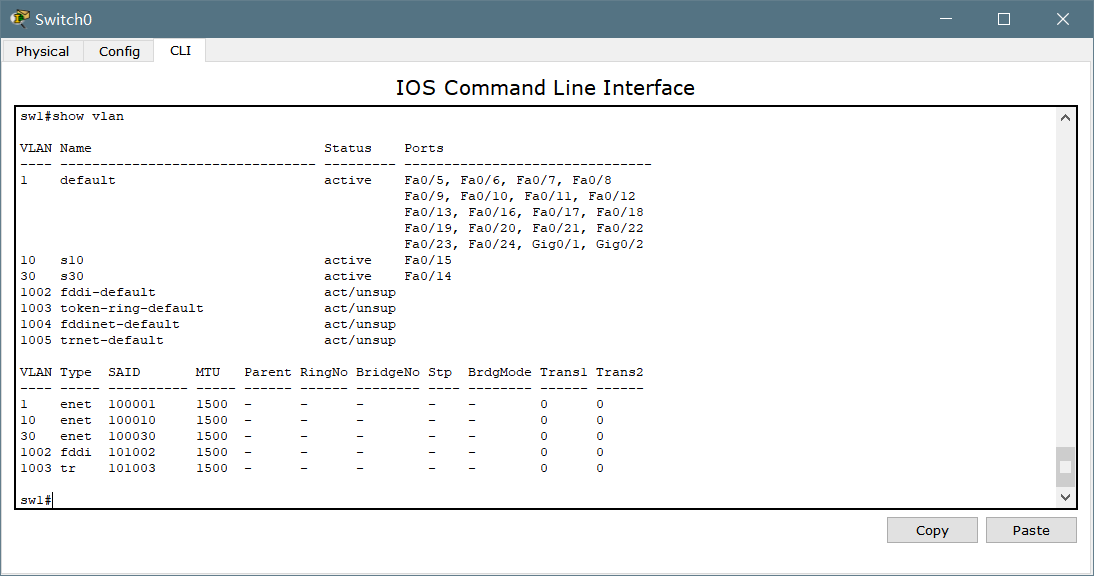 Switch0
Physical Config CLI
IOS Command Line Interface
sw1#show vlan
VLAN Name                             Status    Ports
---- -------------------------------- --------- -------------------------------
1    default                          active    Fa0/5, Fa0/6, Fa0/7, Fa0/8
                                                Fa0/9, Fa0/10, Fa0/11, Fa0/12
                                                Fa0/13, Fa0/16, Fa0/17, Fa0/18
                                                Fa0/19, Fa0/20, Fa0/21, Fa0/22
                                                Fa0/23, Fa0/24, Gig0/1, Gig0/2
10   s10                              active    Fa0/15
30   s30                              active    Fa0/14
1002 fddi-default                     act/unsup
1003 token-ring-default               act/unsup
1004 fddinet-default                  act/unsup
1005 trnet-default                    act/unsup
VLAN Type  SAID       MTU   Parent RingNo BridgeNo Stp  BrdgMode Trans1 Trans2
---- ----- ---------- ----- ------ ------ -------- ---- -------- ------ ------
1    enet  100001     1500  -      -      -        -    -        0      0
10   enet  100010     1500  -      -      -        -    -        0      0
30   enet  100030     1500  -      -      -        -    -        0      0
1002 fddi  101002     1500  -      -      -        -    -        0      0
1003 tr    101003     1500  -      -      -        -    -        0      0
sw1#
Copy Paste